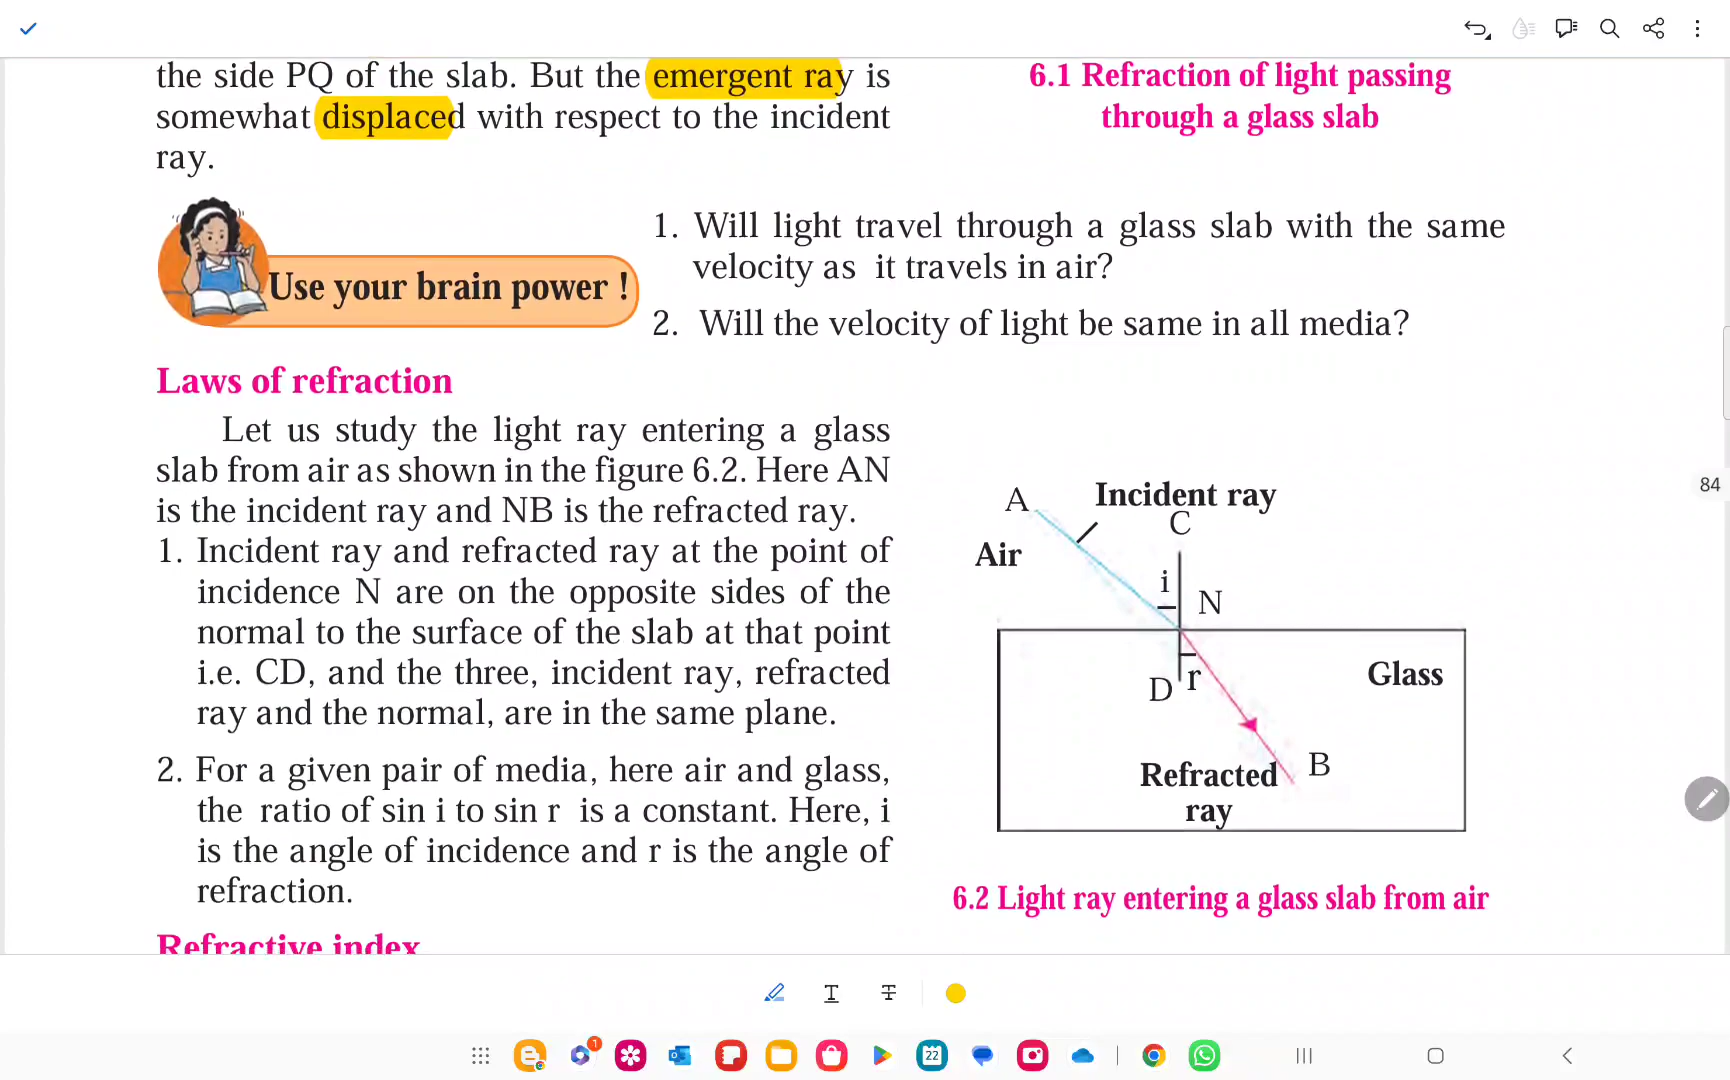 the side PQ of the slab. But the emergent ray is
somewhat displaced with respect to the incident
ray.
6.1 Refraction of light passing
through a glass slab
Use your brain power !
1. Will light travel through a glass slab with the same
velocity as it travels in air?
2. Will the velocity of light be same in all media?
Laws of refraction
Let us study the light ray entering a glass
slab from air as shown in the figure 6.2. Here AN
is the incident ray and NB is the refracted ray.
1. Incident ray and refracted ray at the point of
incidence N are on the opposite sides of the
normal to the surface of the slab at that point
i.e. CD, and the three, incident ray, refracted
ray and the normal, are in the same plane.
2. For a given pair of media, here air and glass,
the ratio of sin i to sin r is a constant. Here, i
is the angle of incidence and r is the angle of
refraction.
A
Incident ray
C
Air
i
N
Glass
D
r
B
Refracted
ray
6.2 Light ray entering a glass slab from air
84
Refractive index
T
T
1
22